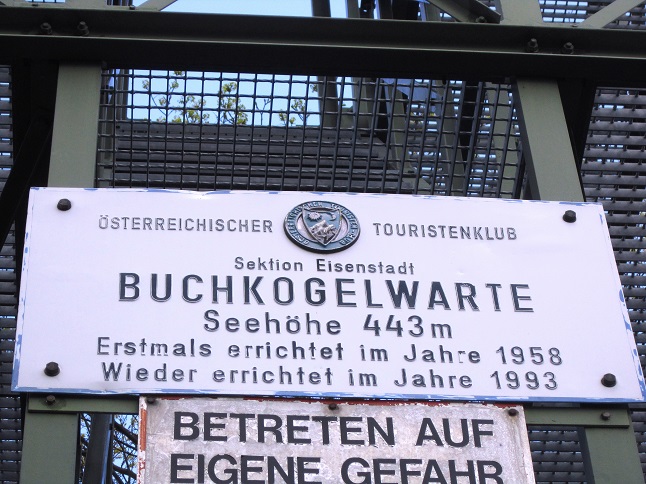 ÖSTERREICHISCHER TOURISTENKLUB
Sektion Eisenstadt
BUCHKOGELWARTE
Seehöhe 443m
Erstmals errichtet im Jahre 1958
Wieder errichtet im Jahre 1993
BETRETEN AUF
EIGENE GEFAHR